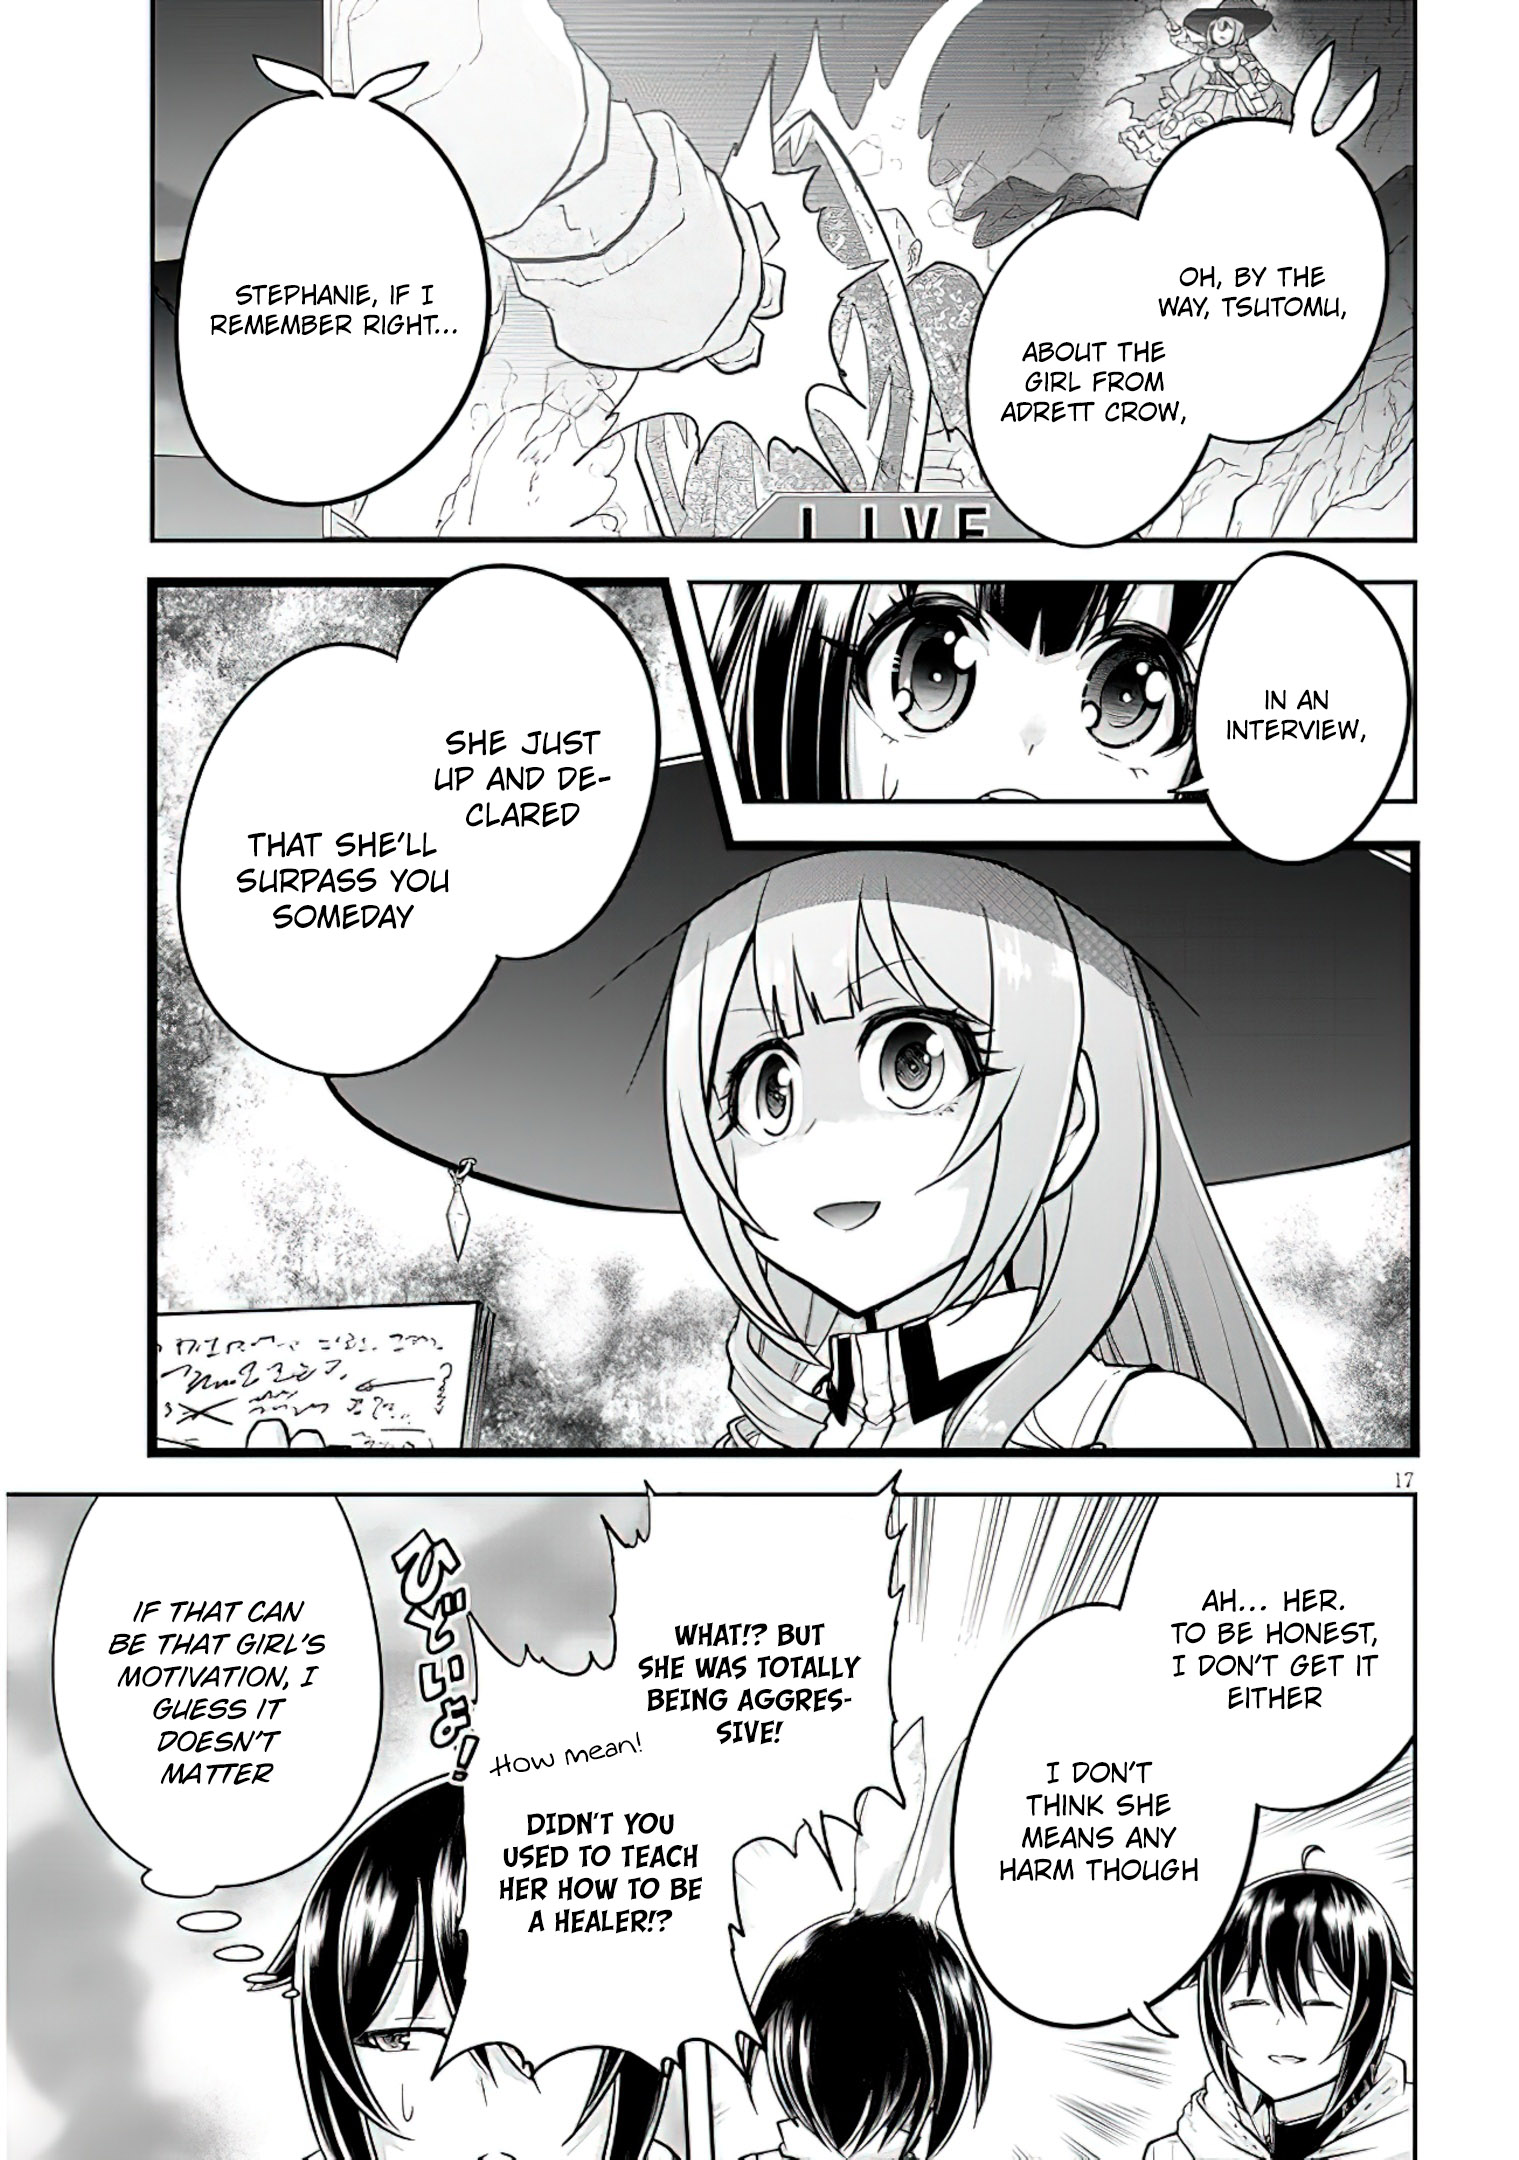 OH, BY THE
WAY, TSUTOMU,
ABOUT THE
GIRL FROM
ADRETT CROW,
STEPHANIE, IF I
REMEMBER RIGHT...
LIVE
IN AN
INTERVIEW,
SHE JUST
UP AND DE-
CLARED
THAT SHE'LL
SURPASS YOU
SOMEDAY
17
AH... HER.
TO BE HONEST,
I DON'T GET IT
EITHER
I DON'T
THINK SHE
MEANS ANY
HARM THOUGH
WHAT!? BUT
SHE WAS TOTALLY
BEING AGGRES-
SIVE!
How mean!
DIDN'T YOU
USED TO TEACH
HER HOW TO BE
A HEALER!?
ひどいよ!
IF THAT CAN
BE THAT GIRL'S
MOTIVATION, I
GUESS IT
DOESN'T
MATTER